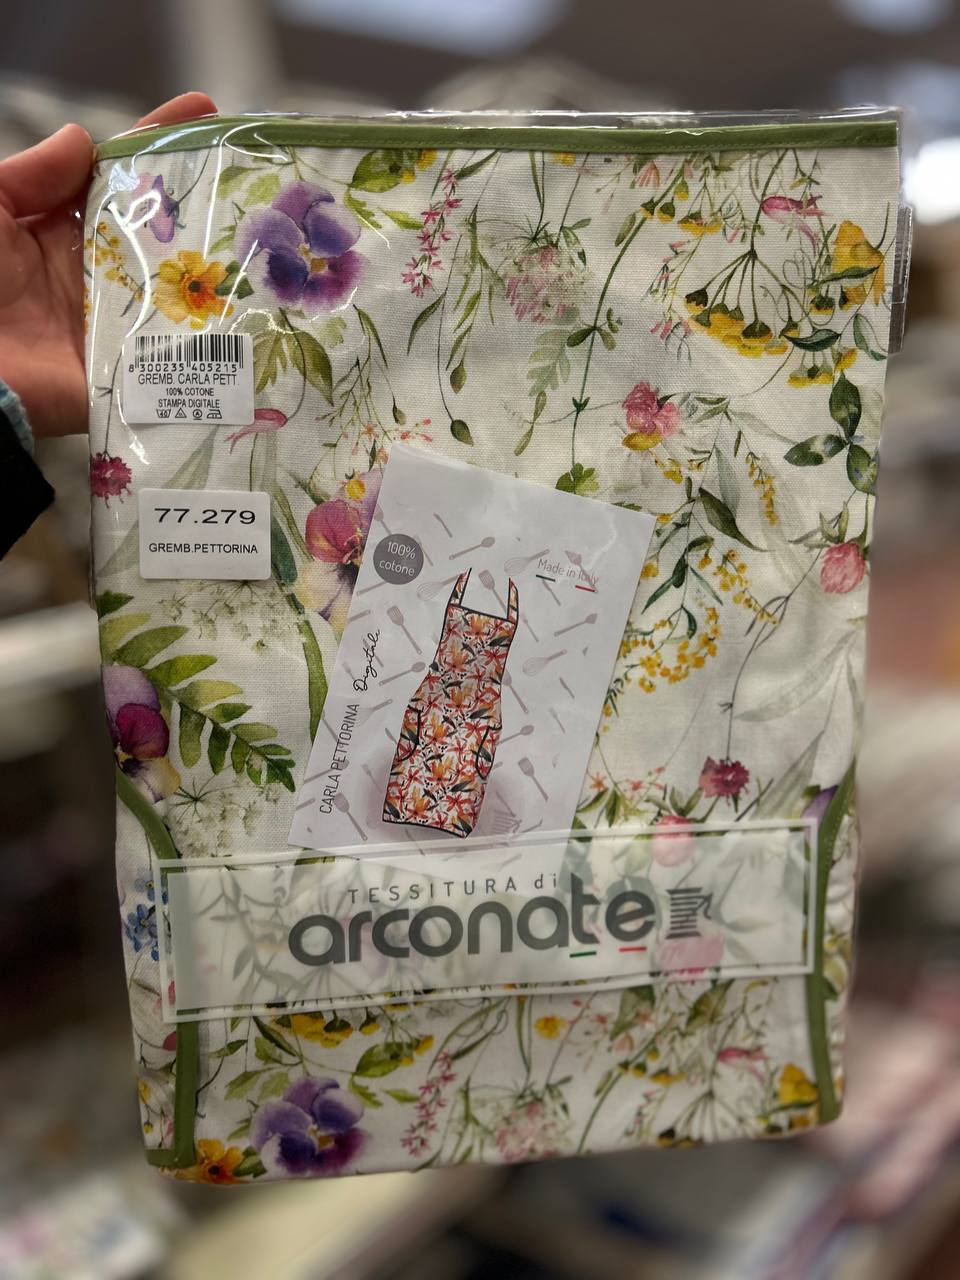 8 300235 405215
GREMB. CARLA PETT.
100% COTONE
STAMPA DIGITALE
77.279
GREMB.PETTORINA
100%
cotone
Made in Italy
CARLA PETTORINA Digitale
TESSITURA di
arconate